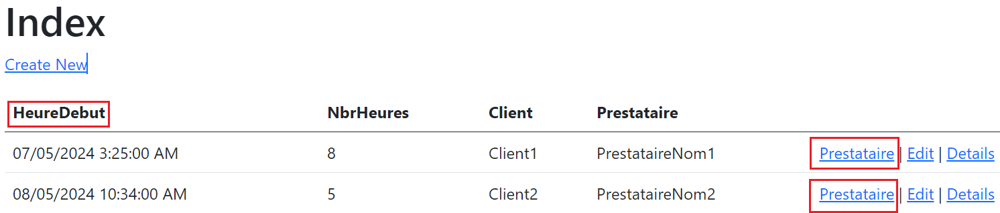 Index
Create New
HeureDebut NbrHeures Client Prestataire
07/05/2024 3:25:00 AM 8 Client1 PrestataireNom1 Prestataire | Edit | Details
08/05/2024 10:34:00 AM 5 Client2 PrestataireNom2 Prestataire | Edit | Details